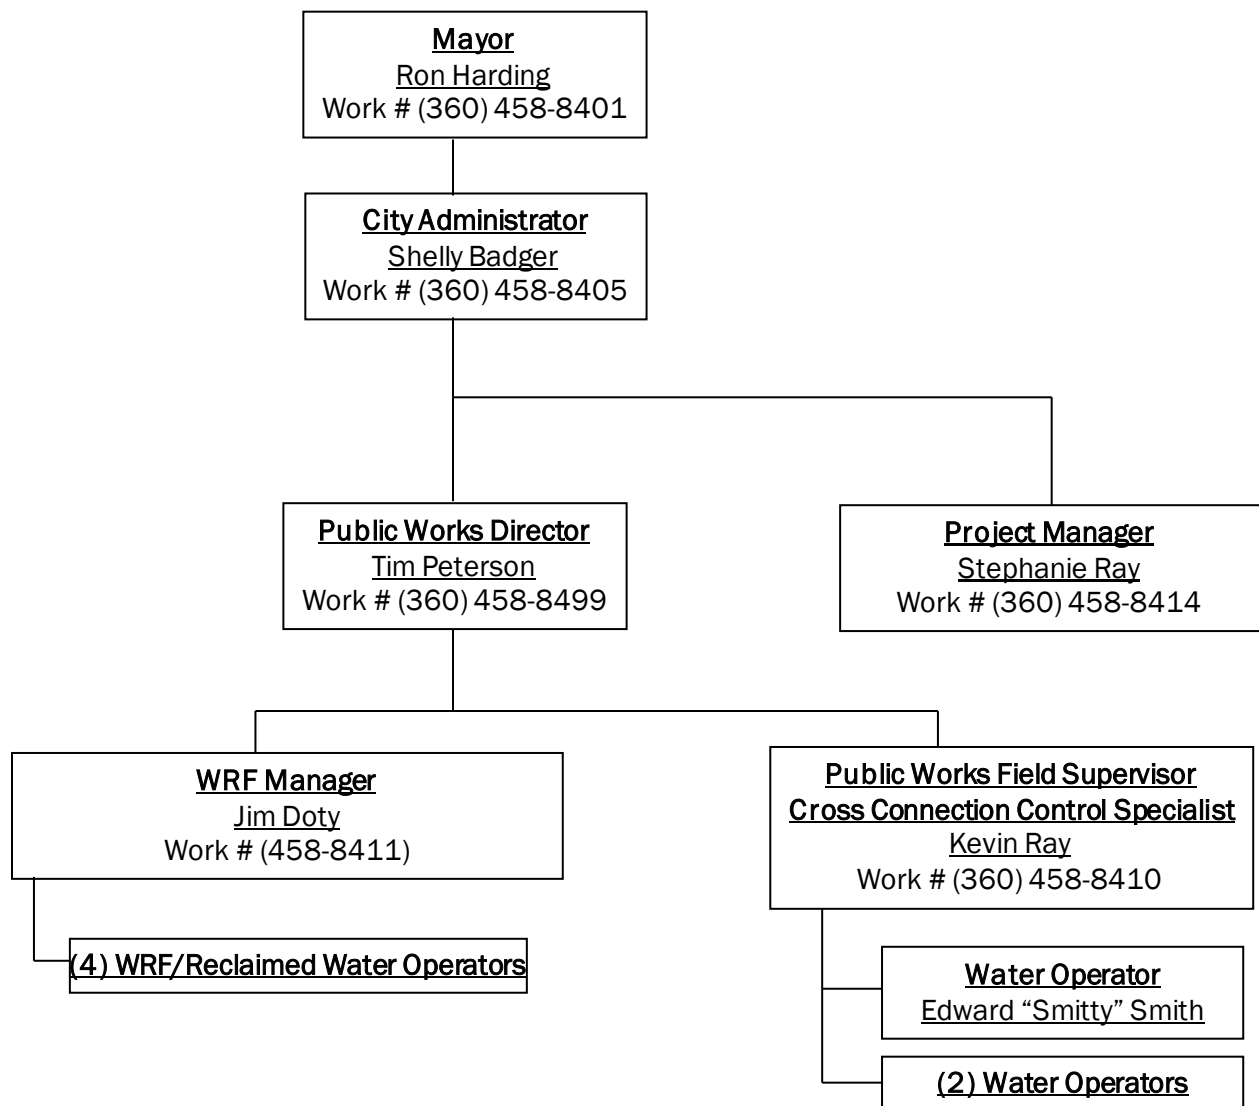 Mayor
Ron Harding
Work # (360) 458-8401
City Administrator
Shelly Badger
Work # (360) 458-8405
Public Works Director
Tim Peterson
Work # (360) 458-8499
Project Manager
Stephanie Ray
Work # (360) 458-8414
WRF Manager
Jim Doty
Work # (458-8411)
Public Works Field Supervisor
Cross Connection Control Specialist
Kevin Ray
Work # (360) 458-8410
(4) WRF/Reclaimed Water Operators
Water Operator
Edward “Smitty” Smith
(2) Water Operators